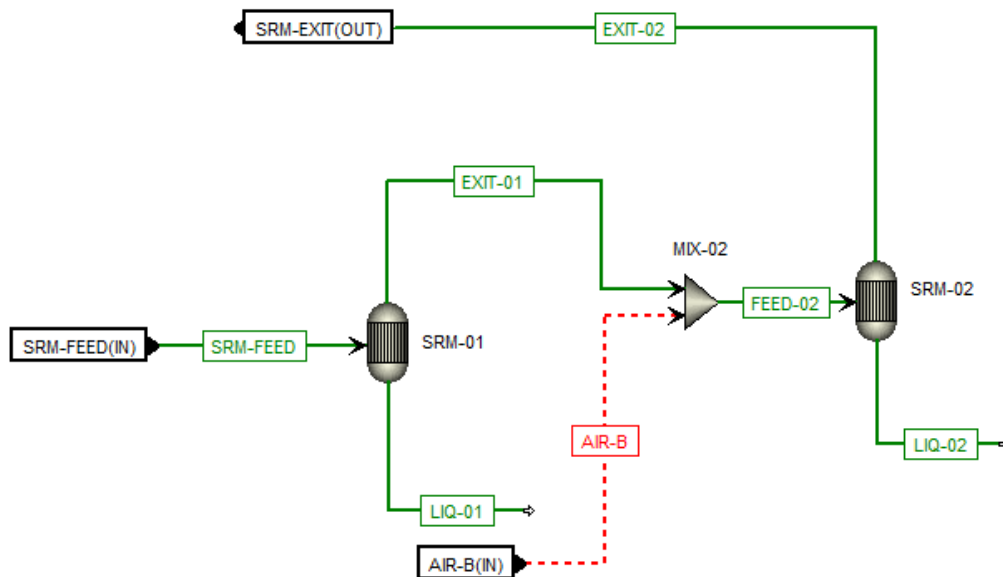 SRM-EXIT(OUT)
EXIT-02
EXIT-01
MIX-02
SRM-02
FEED-02
SRM-FEED(IN)
SRM-FEED
SRM-01
AIR-B
LIQ-02
LIQ-01
AIR-B(IN)